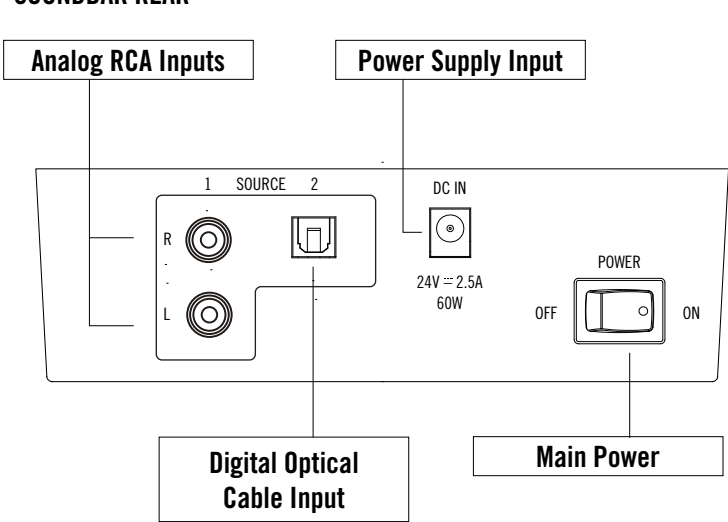 SOUNDBAR REAR
Analog RCA Inputs
Power Supply Input
1 SOURCE 2
DC IN
R
24V ⎓ 2.5A
60W
POWER
L
OFF
ON
Digital Optical
Cable Input
Main Power